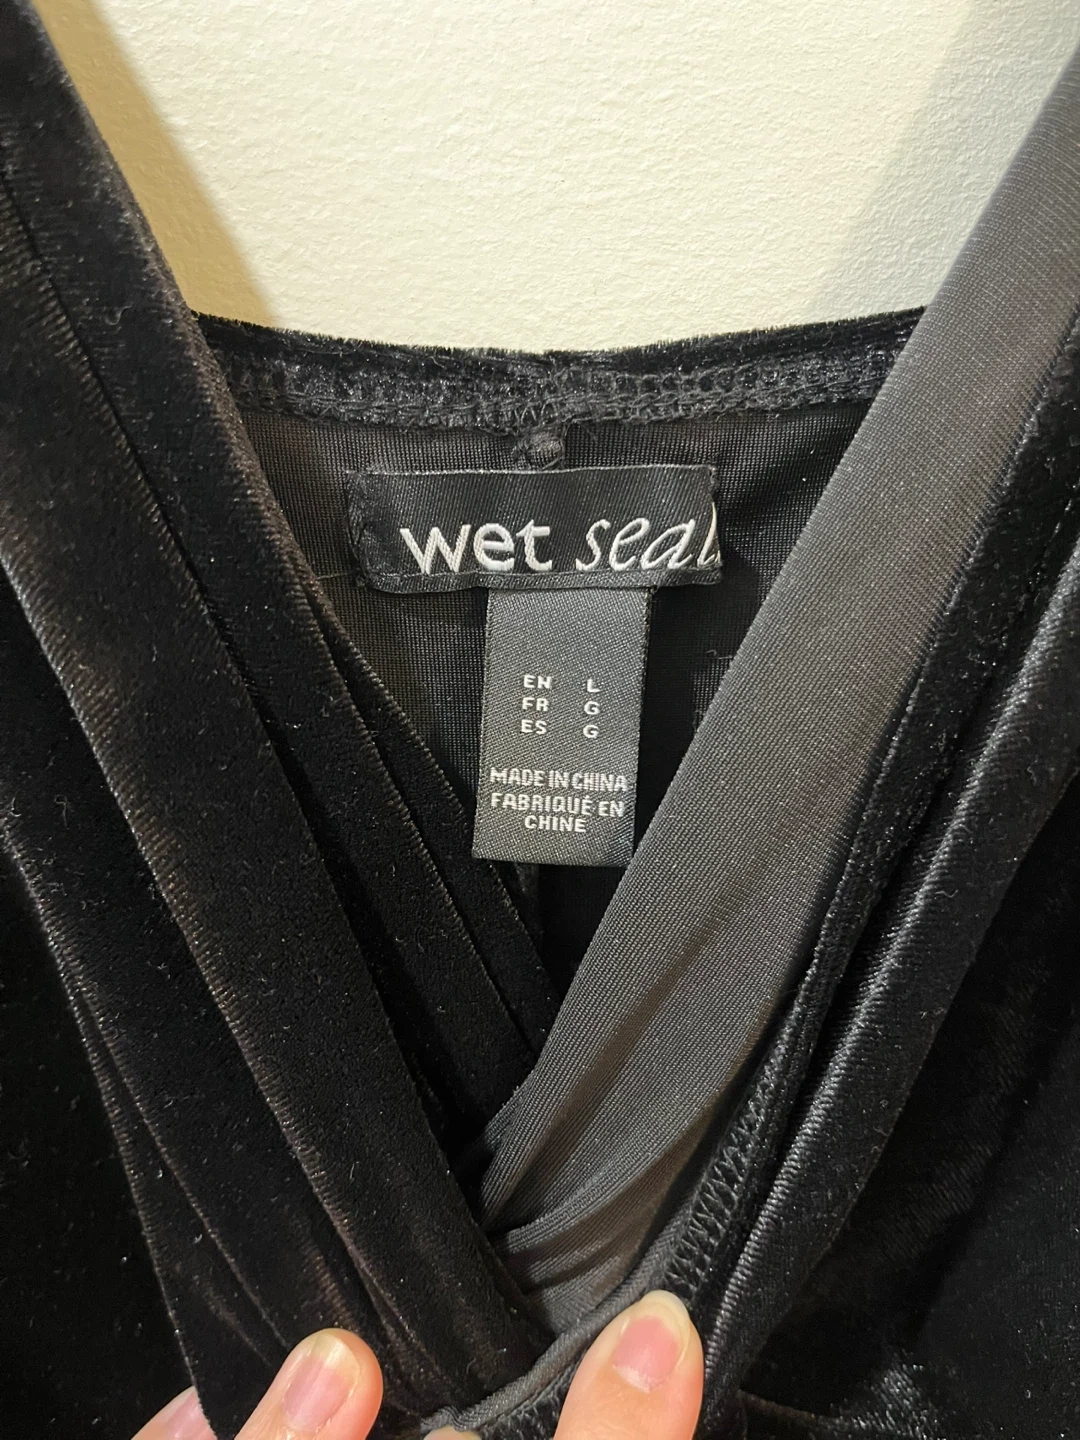 wet seal
EN L
FR G
ES G
MADE IN CHINA
FABRIQUÉ EN
CHINE